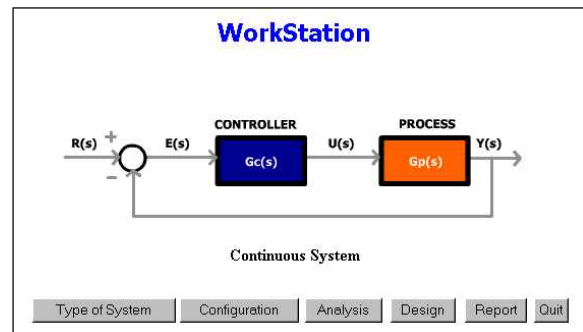 WorkStation
CONTROLLER PROCESS
R(s) + E(s) U(s) Y(s)
Gc(s) Gp(s)
−
Continuous System
Type of System Configuration Analysis Design Report Quit